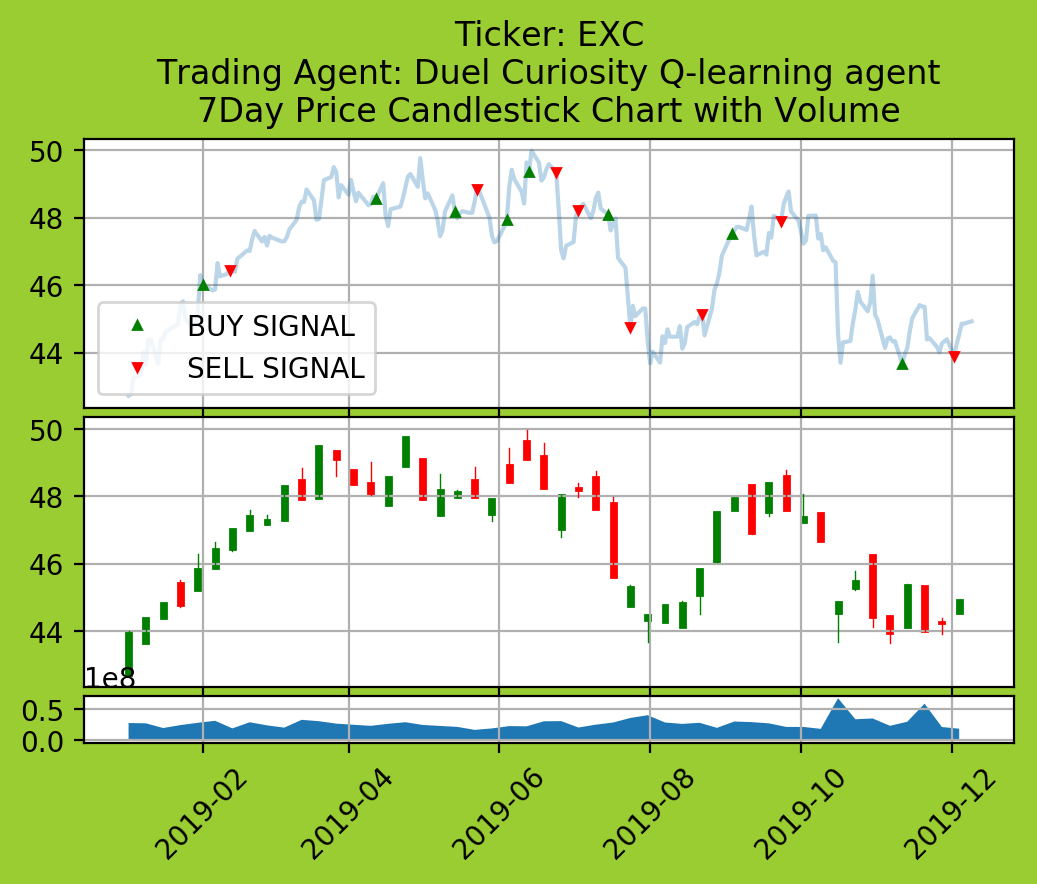 Ticker: EXC
Trading Agent: Duel Curiosity Q-learning agent
7Day Price Candlestick Chart with Volume
50
48
46
44
BUY SIGNAL
SELL SIGNAL
50
48
46
44
1e8
0.5
0.0
2019-02
2019-04
2019-06
2019-08
2019-10
2019-12